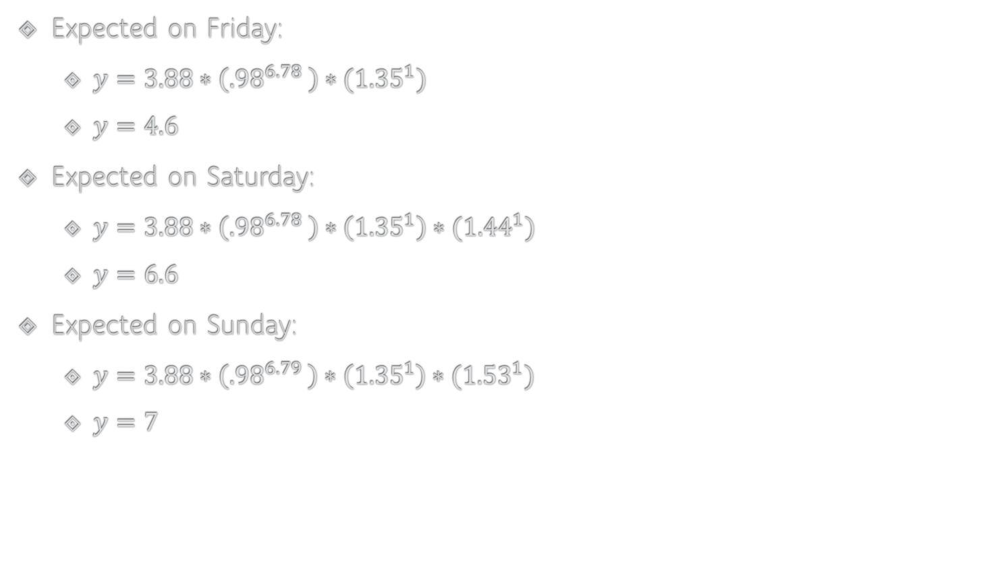 Expected on Friday:
y = 3.88 * (.98^6.78 ) * (1.35^1)
y = 4.6
Expected on Saturday:
y = 3.88 * (.98^6.78 ) * (1.35^1) * (1.44^1)
y = 6.6
Expected on Sunday:
y = 3.88 * (.98^6.79 ) * (1.35^1) * (1.53^1)
y = 7